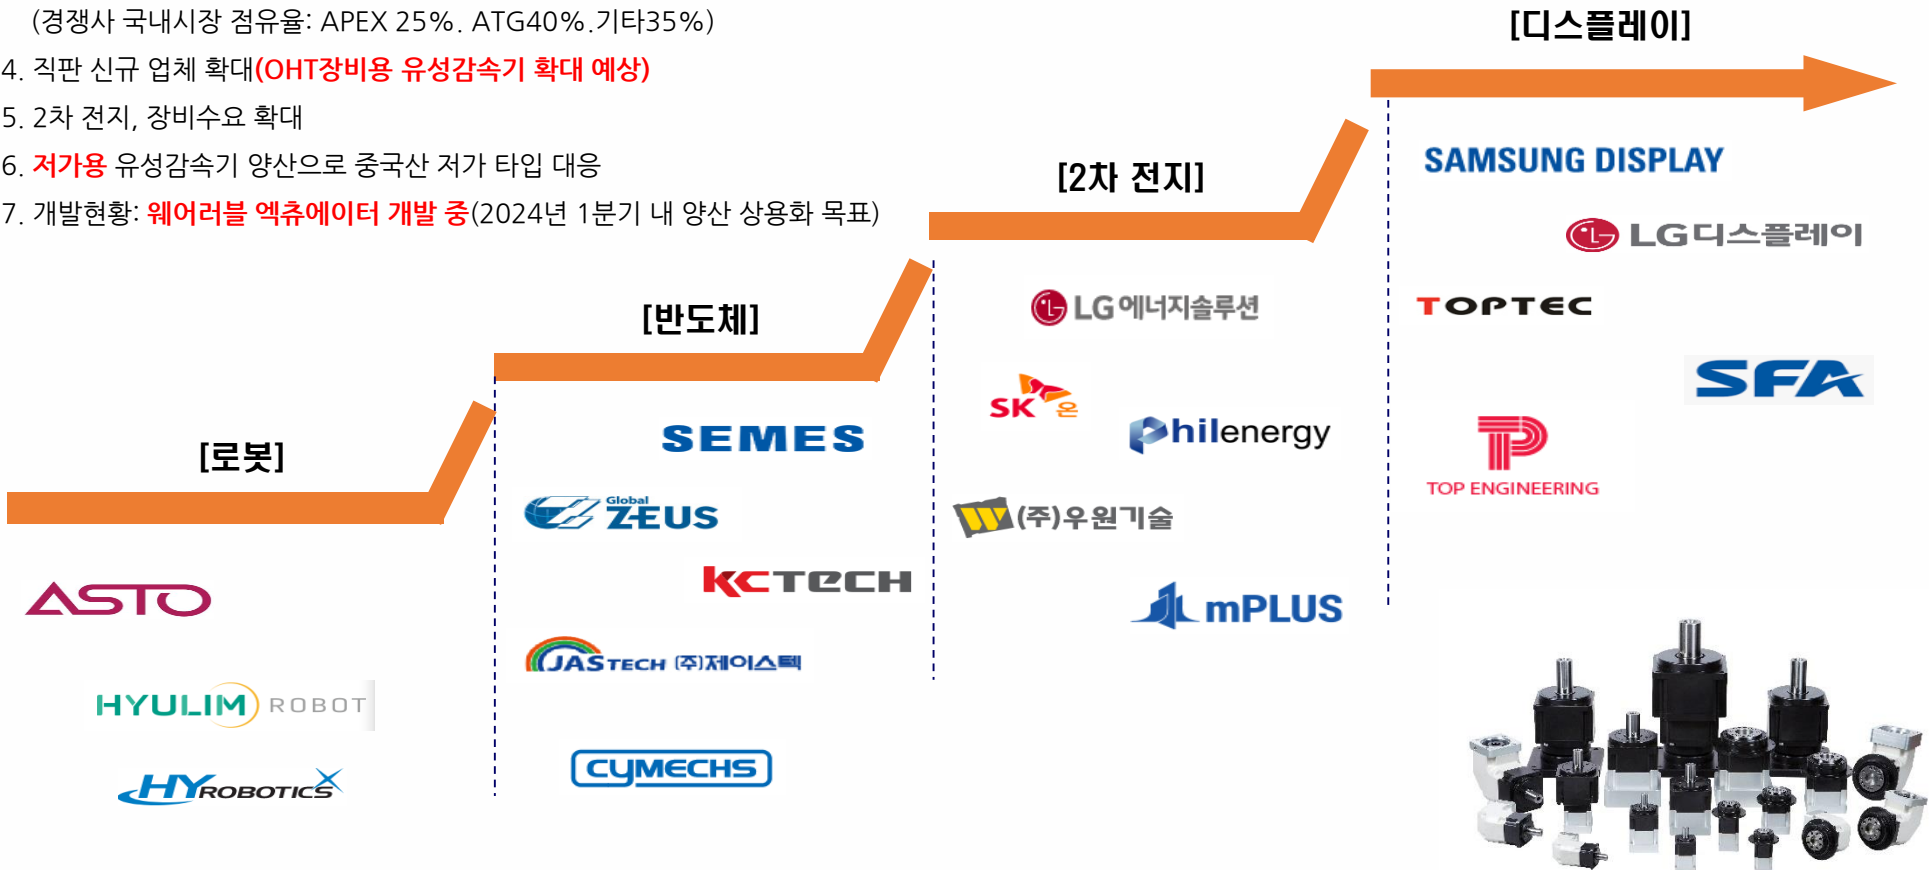 (경쟁사 국내시장 점유율: APEX 25%. ATG40%.기타35%)
4. 직판 신규 업체 확대(OHT장비용 유성감속기 확대 예상)
5. 2차 전지, 장비수요 확대
6. 저가용 유성감속기 양산으로 중국산 저가 타입 대응
7. 개발현황: 웨어러블 엑츄에이터 개발 중(2024년 1분기 내 양산 상용화 목표)
[로봇]
ASTO
HYULIM ROBOT
HYROBOTICS
[반도체]
SEMES
Global
ZEUS
KCTECH
JASTECH (주)제이스텍
CYMECHS
[2차 전지]
LG에너지솔루션
SK온
Philenergy
W(주)우원기술
mPLUS
[디스플레이]
SAMSUNG DISPLAY
LG디스플레이
TOPTEC
SFA
TP
TOP ENGINEERING